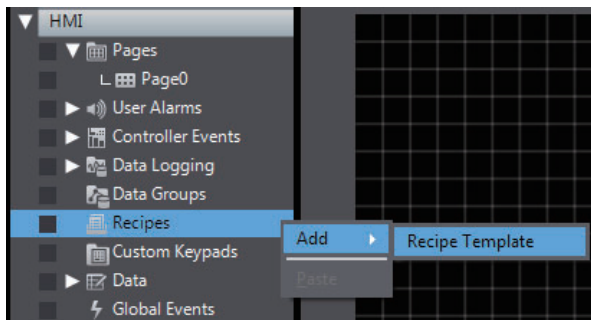 HMI
Pages
Page0
User Alarms
Controller Events
Data Logging
Data Groups
Recipes
Add
Recipe Template
Custom Keypads
Paste
Data
Global Events